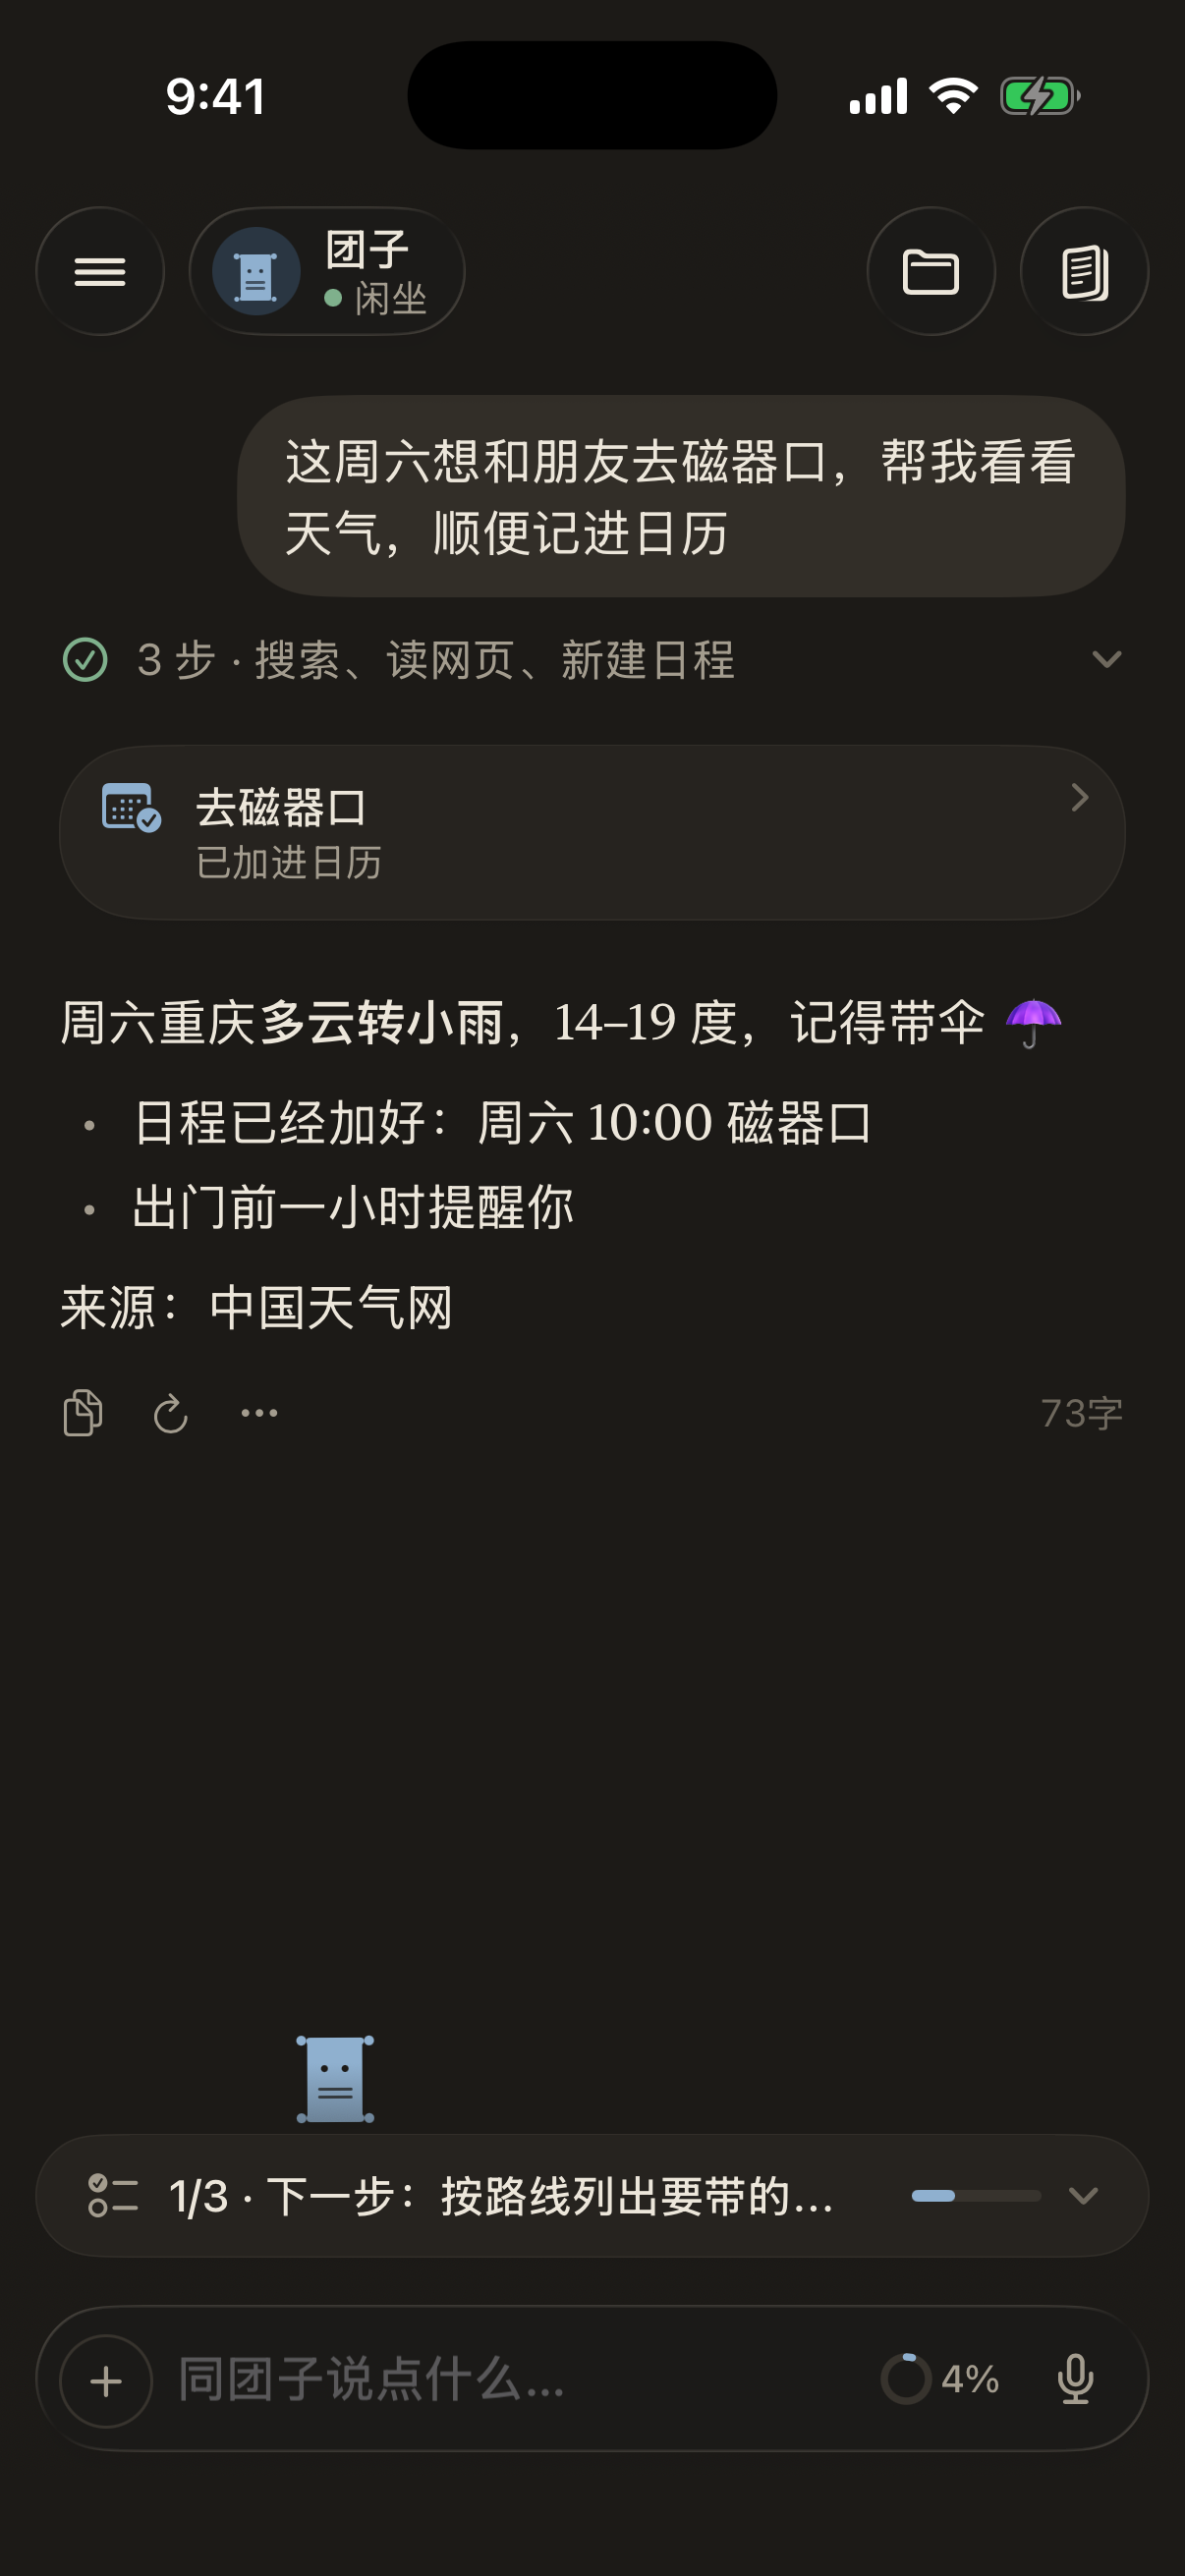 9:41
团子
闲坐
这周六想和朋友去磁器口，帮我看看
天气，顺便记进日历
3 步 · 搜索、读网页、新建日程
去磁器口
已加进日历
周六重庆多云转小雨，14–19 度，记得带伞 ☂️
• 日程已经加好：周六 10:00 磁器口
• 出门前一小时提醒你
来源：中国天气网
73字
1/3 · 下一步：按路线列出要带的...
同团子说点什么...
4%